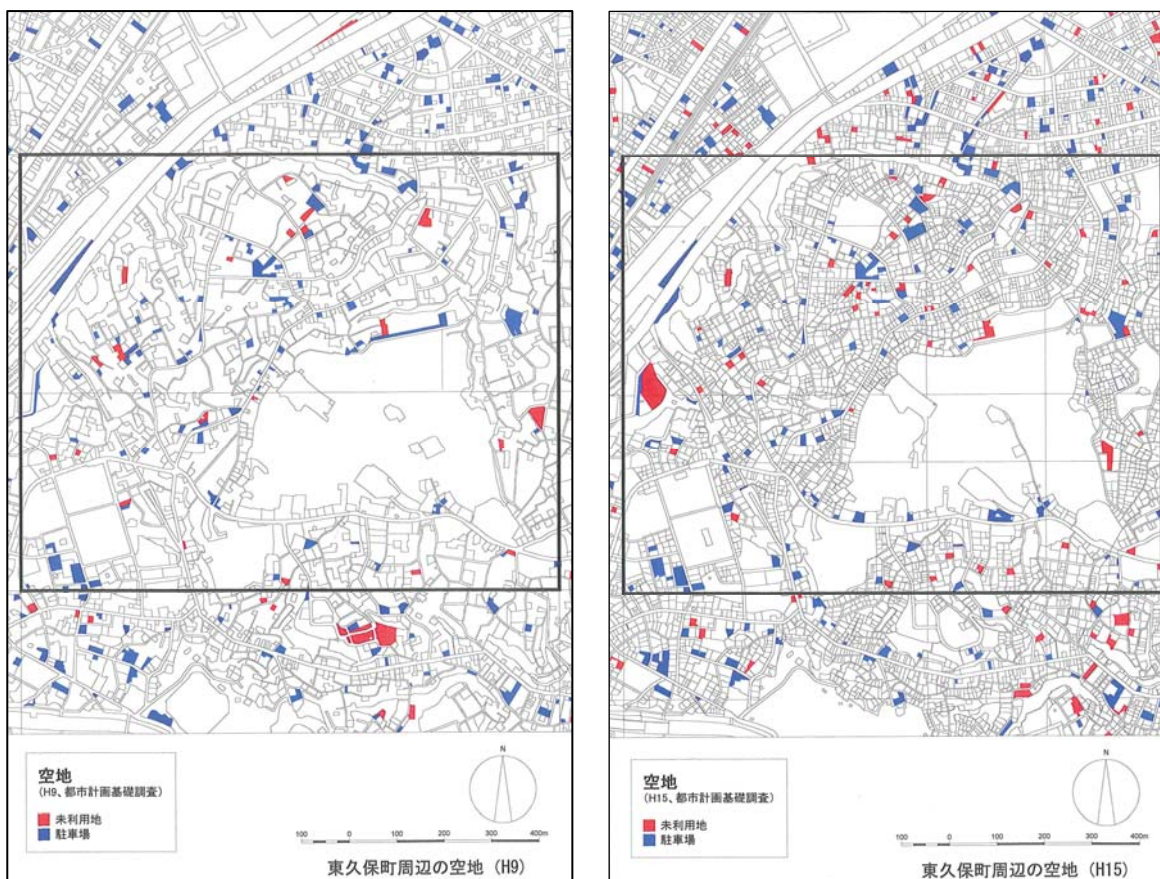 N
空地
(H9、都市計画基礎調査)
未利用地
駐車場
100 0 100 200 300 400m
東久保町周辺の空地(H9)
N
空地
(H15、都市計画基礎調査)
未利用地
駐車場
100 0 100 200 300 400m
東久保町周辺の空地(H15)